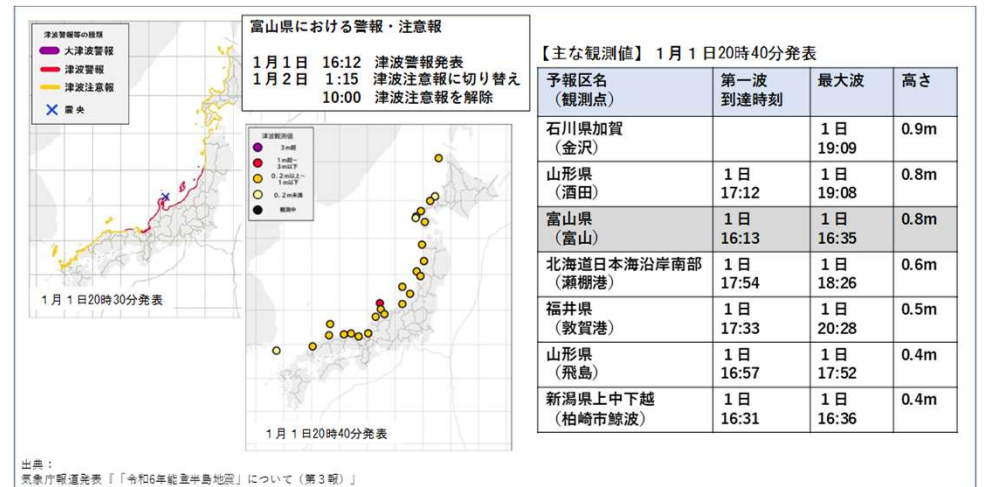 津波警報等の種類
大津波警報
津波警報
津波注意報
震央
1月1日20時30分発表
富山県における警報・注意報
1月1日 16:12 津波警報発表
1月2日 1:15 津波注意報に切り替え
10:00 津波注意報を解除
津波観測値
3m超
1m超~
3m以下
0.2m以上~
1m以下
0.2m未満
観測中
1月1日20時40分発表
【主な観測値】1月1日20時40分発表
予報区名 第一波 最大波 高さ
(観測点) 到達時刻
石川県加賀 1日 0.9m
(金沢) 19:09
山形県 1日 1日 0.8m
(酒田) 17:12 19:08
富山県 1日 1日 0.8m
(富山) 16:13 16:35
北海道日本海沿岸南部 1日 1日 0.6m
(瀬棚港) 17:54 18:26
福井県 1日 1日 0.5m
(敦賀港) 17:33 20:28
山形県 1日 1日 0.4m
(飛島) 16:57 17:52
新潟県上中下越 1日 1日 0.4m
(柏崎市鯨波) 16:31 16:36
出典:
気象庁報道発表『「令和6年能登半島地震」について(第3報)」